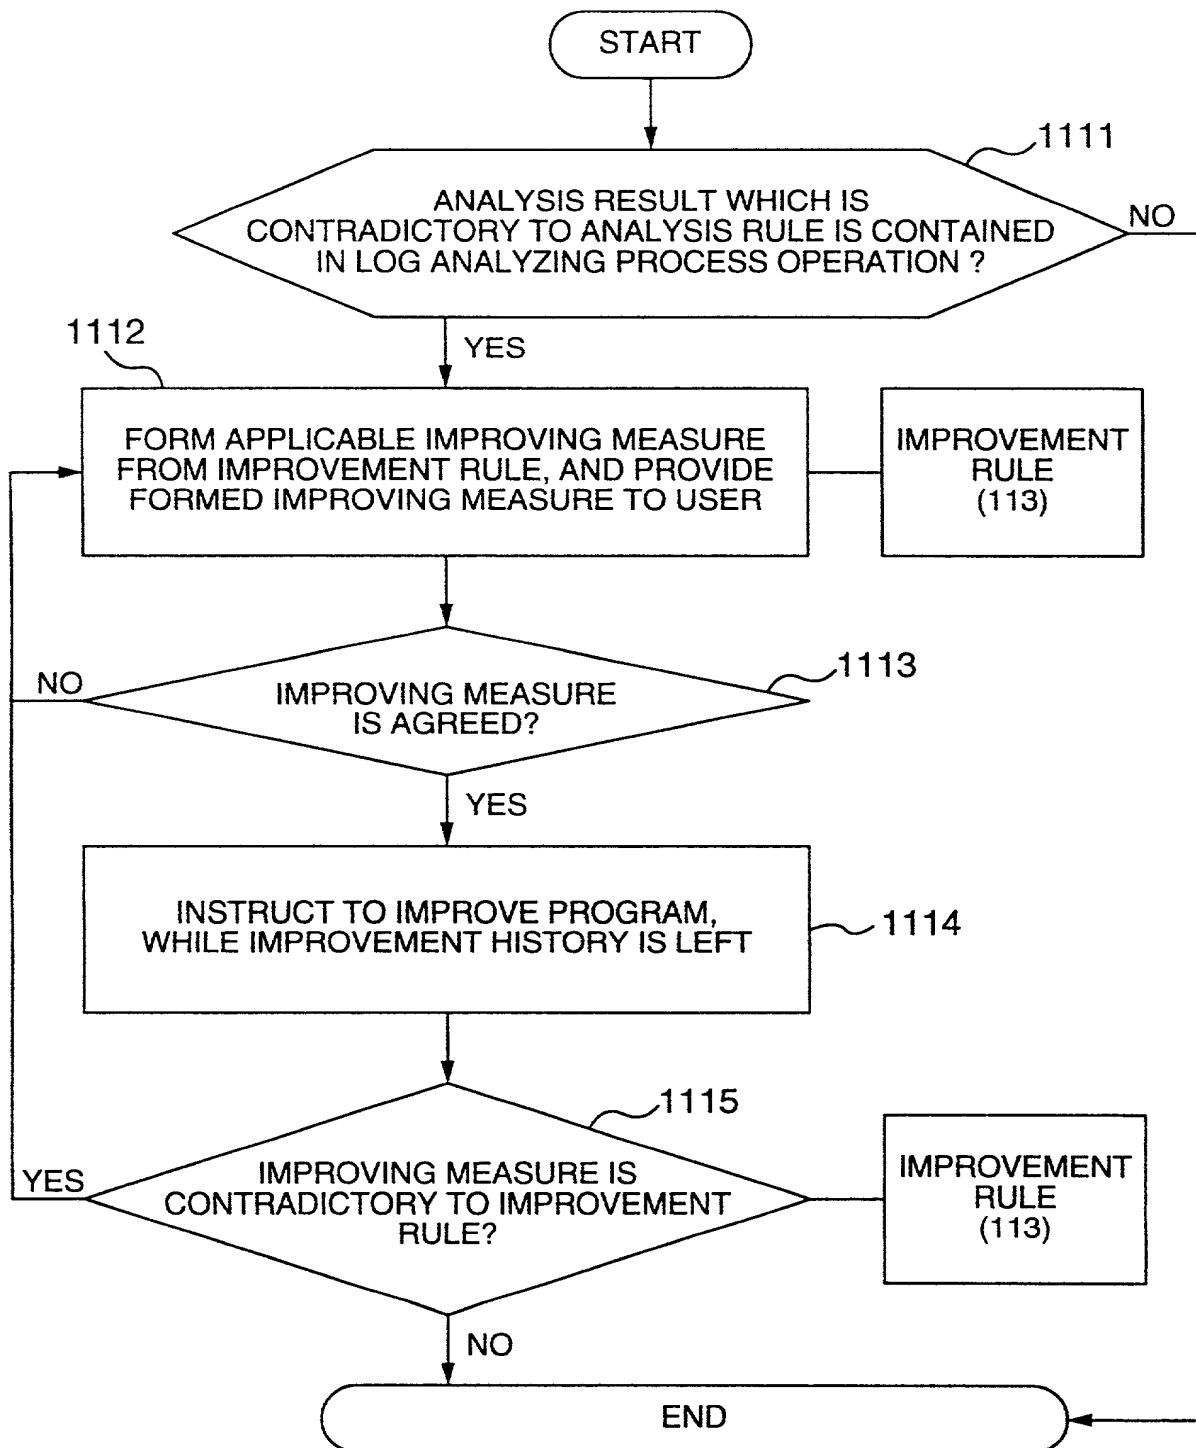 START
1111
ANALYSIS RESULT WHICH IS
CONTRADICTORY TO ANALYSIS RULE IS CONTAINED
IN LOG ANALYZING PROCESS OPERATION ?
NO
YES
1112
FORM APPLICABLE IMPROVING MEASURE
FROM IMPROVEMENT RULE, AND PROVIDE
FORMED IMPROVING MEASURE TO USER
IMPROVEMENT
RULE
(113)
1113
NO
IMPROVING MEASURE
IS AGREED?
YES
INSTRUCT TO IMPROVE PROGRAM,
WHILE IMPROVEMENT HISTORY IS LEFT
1114
1115
YES
IMPROVING MEASURE IS
CONTRADICTORY TO IMPROVEMENT
RULE?
IMPROVEMENT
RULE
(113)
NO
END